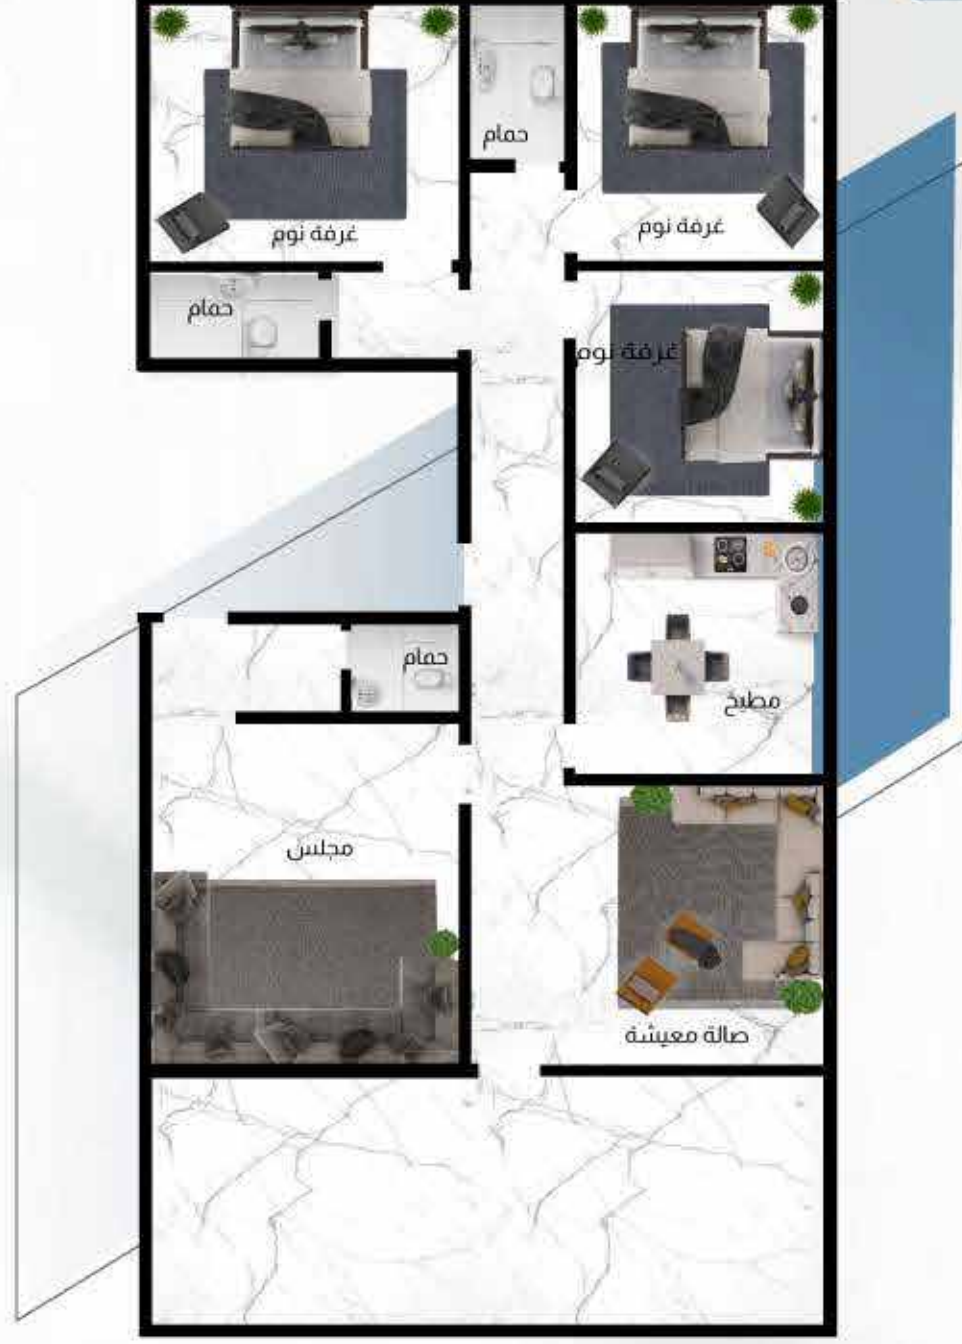 حمام
غرفة نوم
غرفة نوم
حمام
غرفة نوم
حمام
مطبخ
مجلس
صالة معيشة